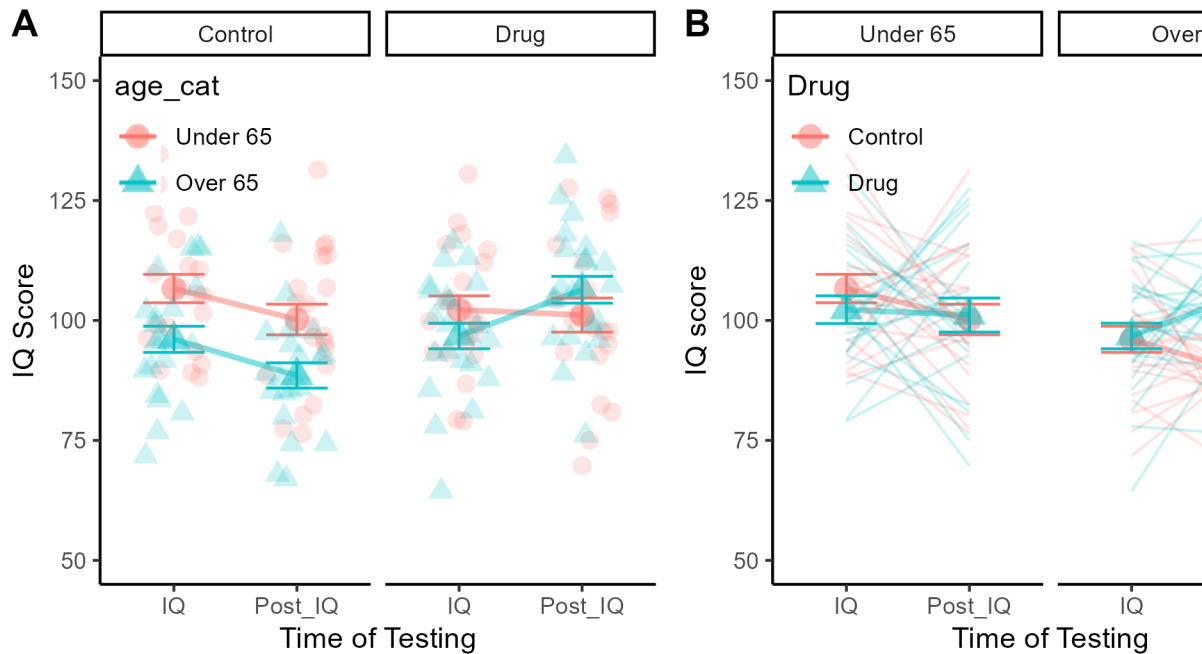 A
Control
Drug
age_cat
Under 65
Over 65
150
125
100
75
50
IQ Score
IQ
Post_IQ
IQ
Post_IQ
Time of Testing
B
Under 65
Over
Drug
Control
Drug
150
125
100
75
50
IQ score
IQ
Post_IQ
IQ
Time of Testing